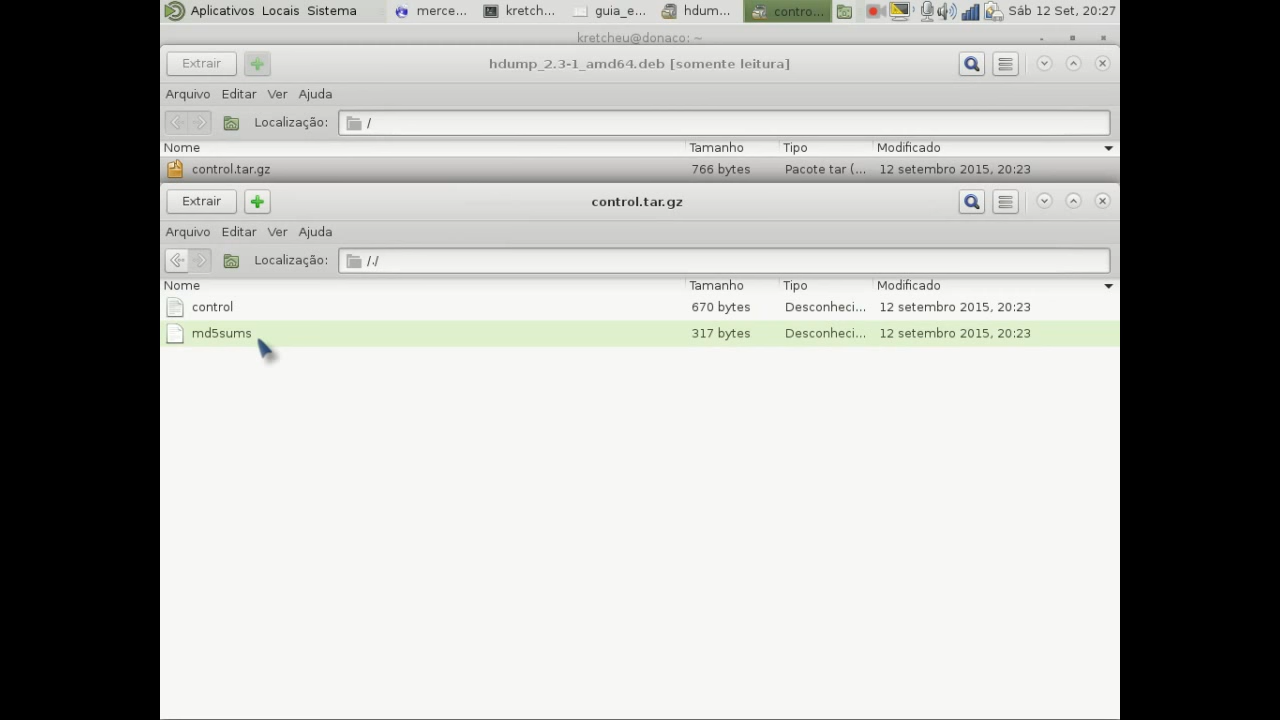 Aplicativos Locais Sistema merce... kretch... guia_e... hdum... contro... Sáb 12 Set, 20:27
kretcheu@donaco: ~
Extrair hdump_2.3-1_amd64.deb [somente leitura]
Arquivo Editar Ver Ajuda
Localização: /
Nome Tamanho Tipo Modificado
control.tar.gz 766 bytes Pacote tar (... 12 setembro 2015, 20:23
Extrair control.tar.gz
Arquivo Editar Ver Ajuda
Localização: /./
Nome Tamanho Tipo Modificado
control 670 bytes Desconheci... 12 setembro 2015, 20:23
md5sums 317 bytes Desconheci... 12 setembro 2015, 20:23